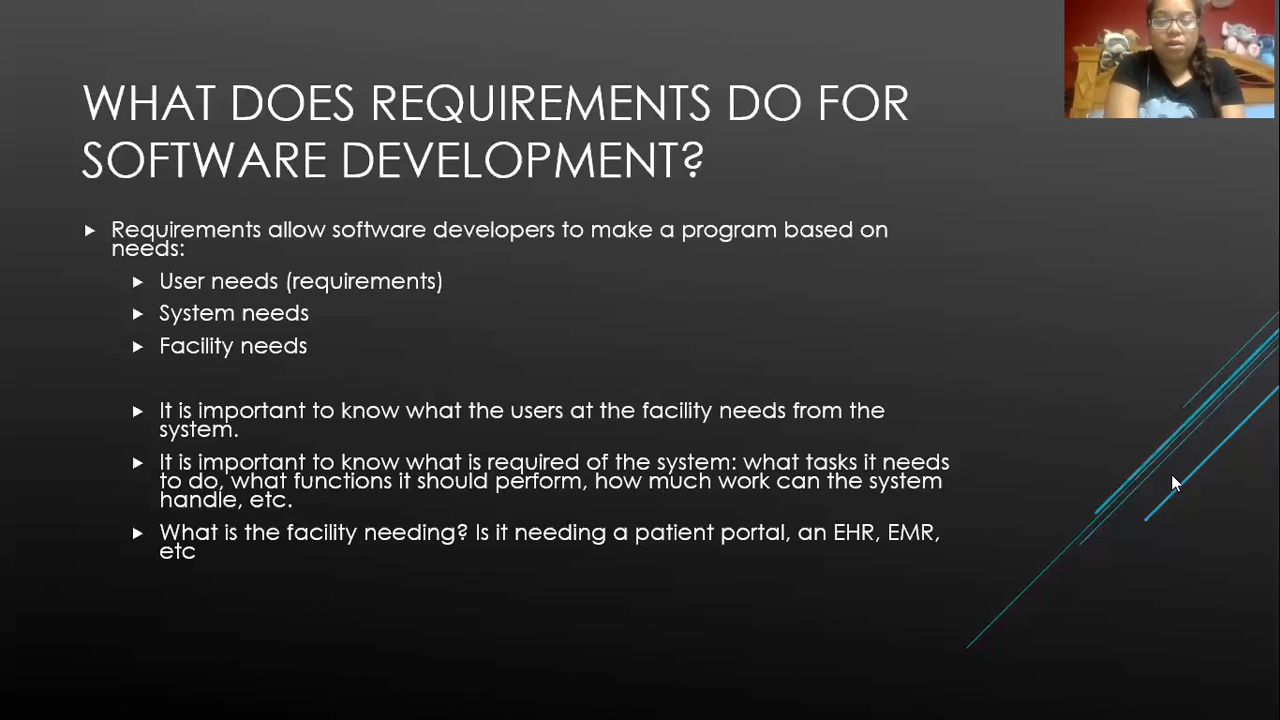 WHAT DOES REQUIREMENTS DO FOR
SOFTWARE DEVELOPMENT?
Requirements allow software developers to make a program based on
needs:
User needs (requirements)
System needs
Facility needs
It is important to know what the users at the facility needs from the
system.
It is important to know what is required of the system: what tasks it needs
to do, what functions it should perform, how much work can the system
handle, etc.
What is the facility needing? Is it needing a patient portal, an EHR, EMR,
etc